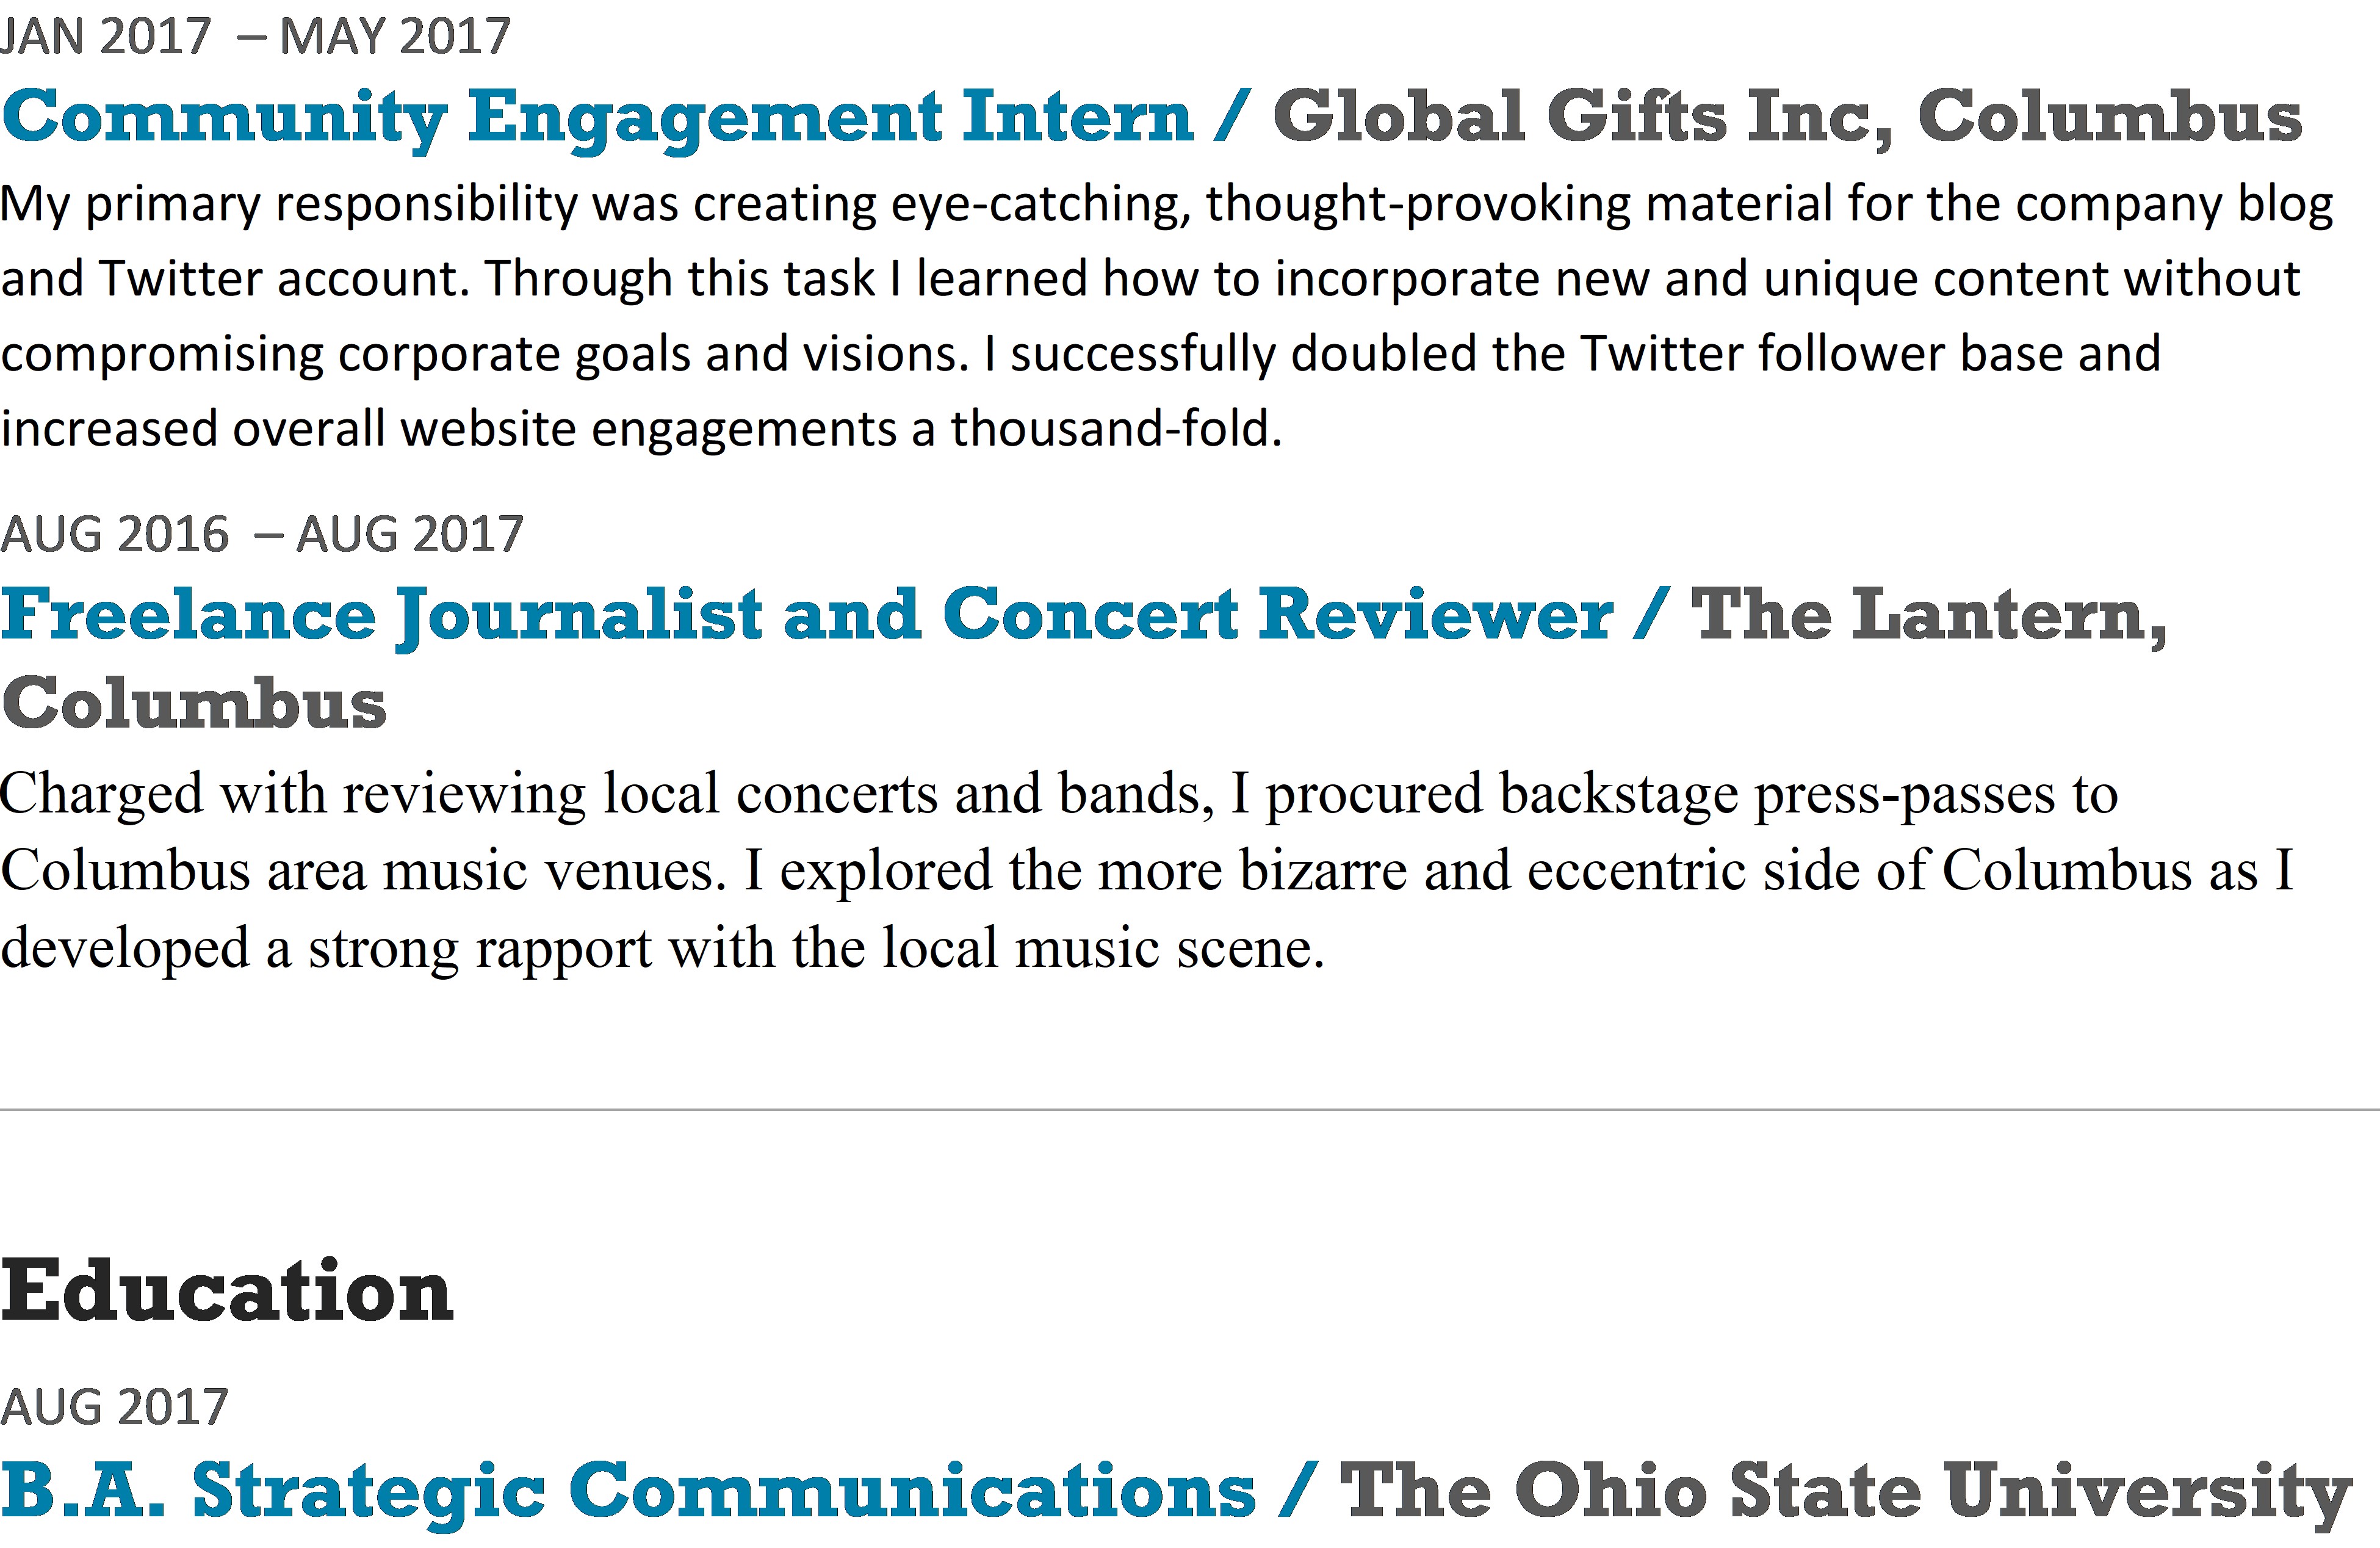 JAN 2017 – MAY 2017
Community Engagement Intern / Global Gifts Inc, Columbus
My primary responsibility was creating eye-catching, thought-provoking material for the company blog
and Twitter account. Through this task I learned how to incorporate new and unique content without
compromising corporate goals and visions. I successfully doubled the Twitter follower base and
increased overall website engagements a thousand-fold.
AUG 2016 – AUG 2017
Freelance Journalist and Concert Reviewer / The Lantern,
Columbus
Charged with reviewing local concerts and bands, I procured backstage press-passes to
Columbus area music venues. I explored the more bizarre and eccentric side of Columbus as I
developed a strong rapport with the local music scene.
Education
AUG 2017
B.A. Strategic Communications / The Ohio State University